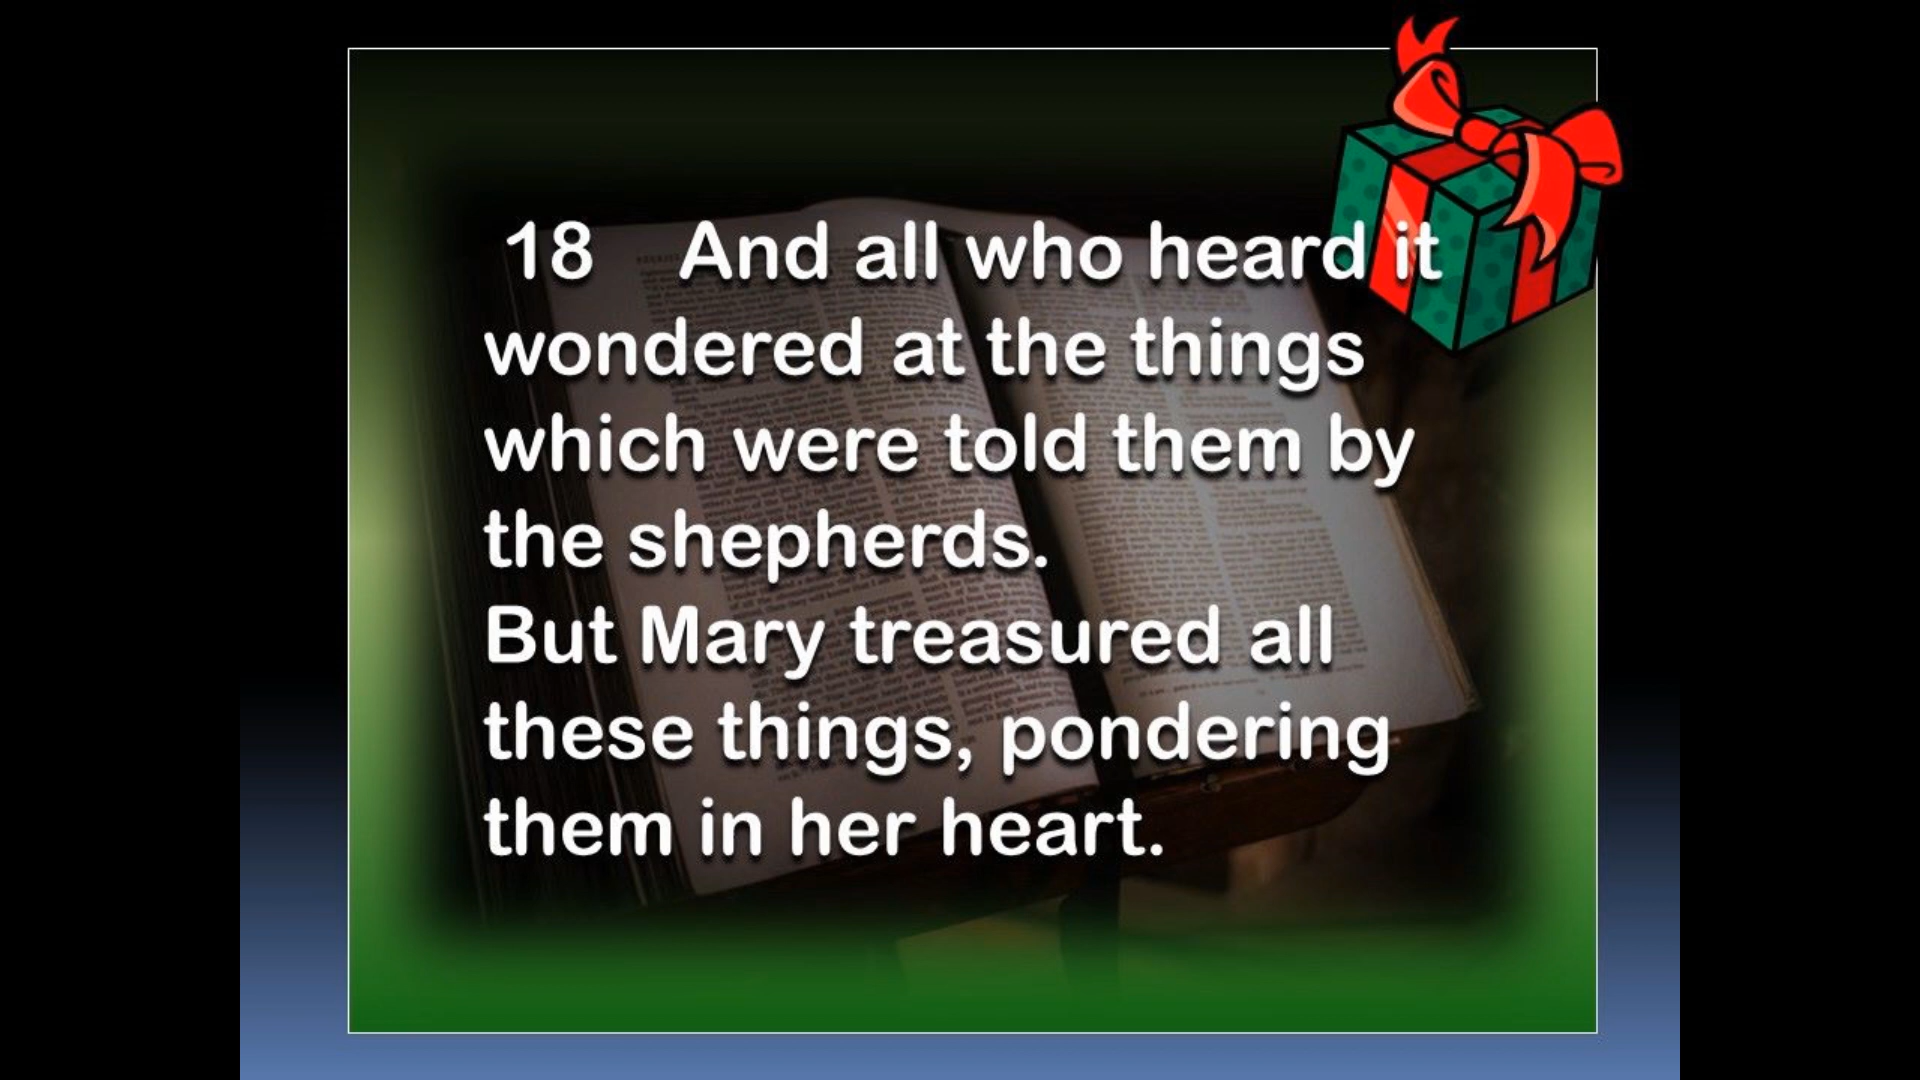 18 And all who heard it
wondered at the things
which were told them by
the shepherds.
But Mary treasured all
these things, pondering
them in her heart.